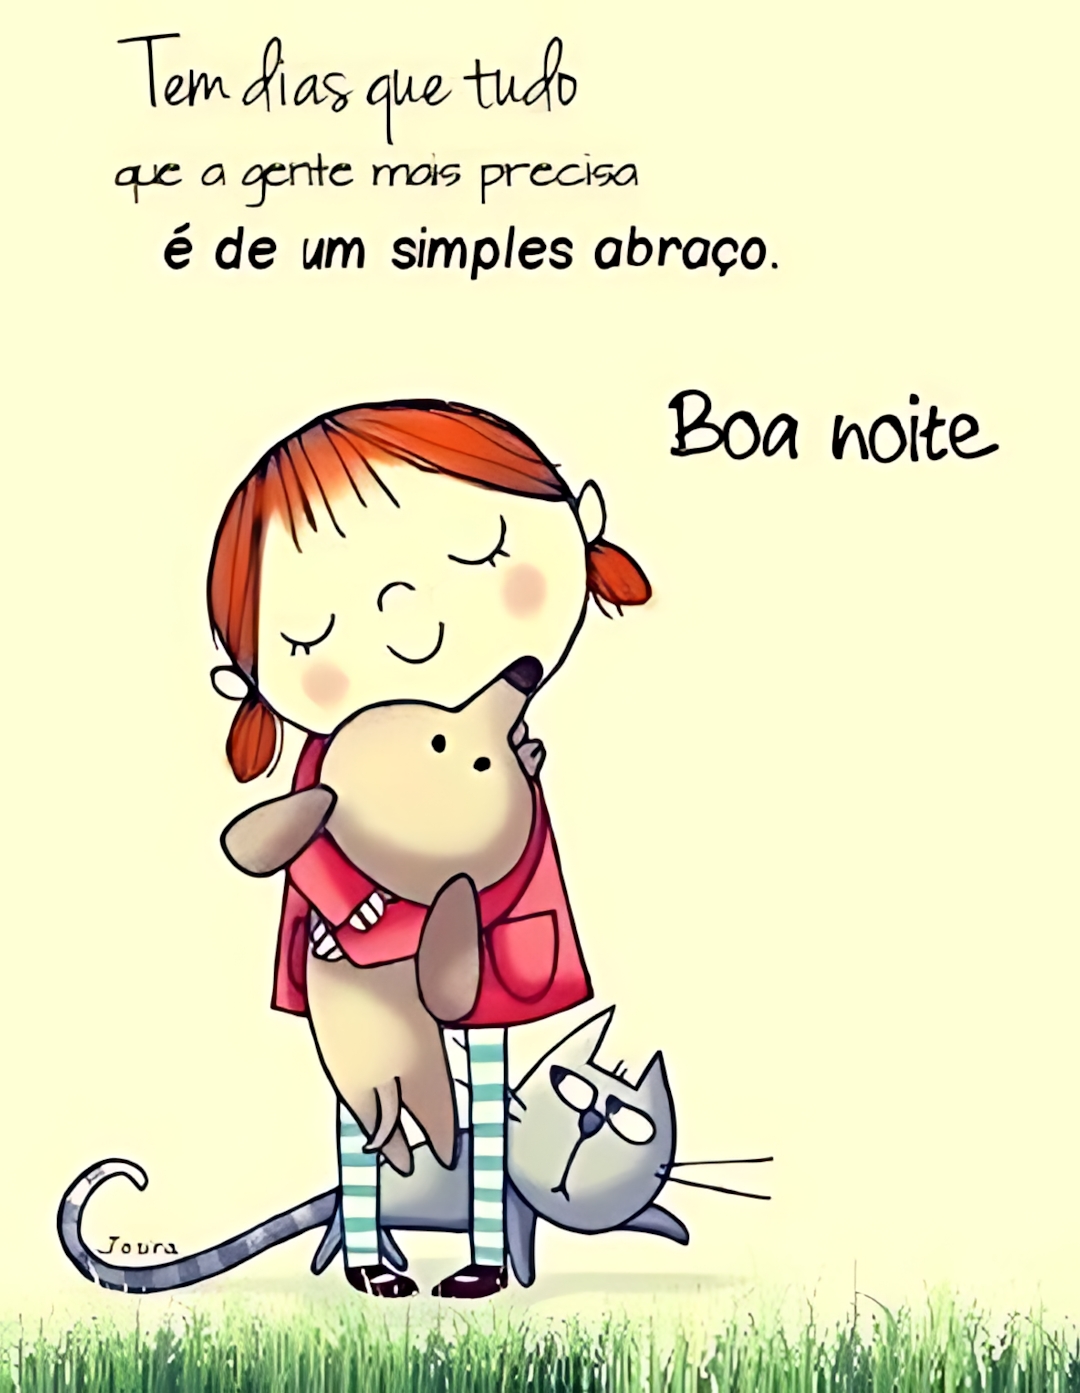 Tem dias que tudo
que a gente mais precisa
é de um simples abraço.
Boa noite
Joura